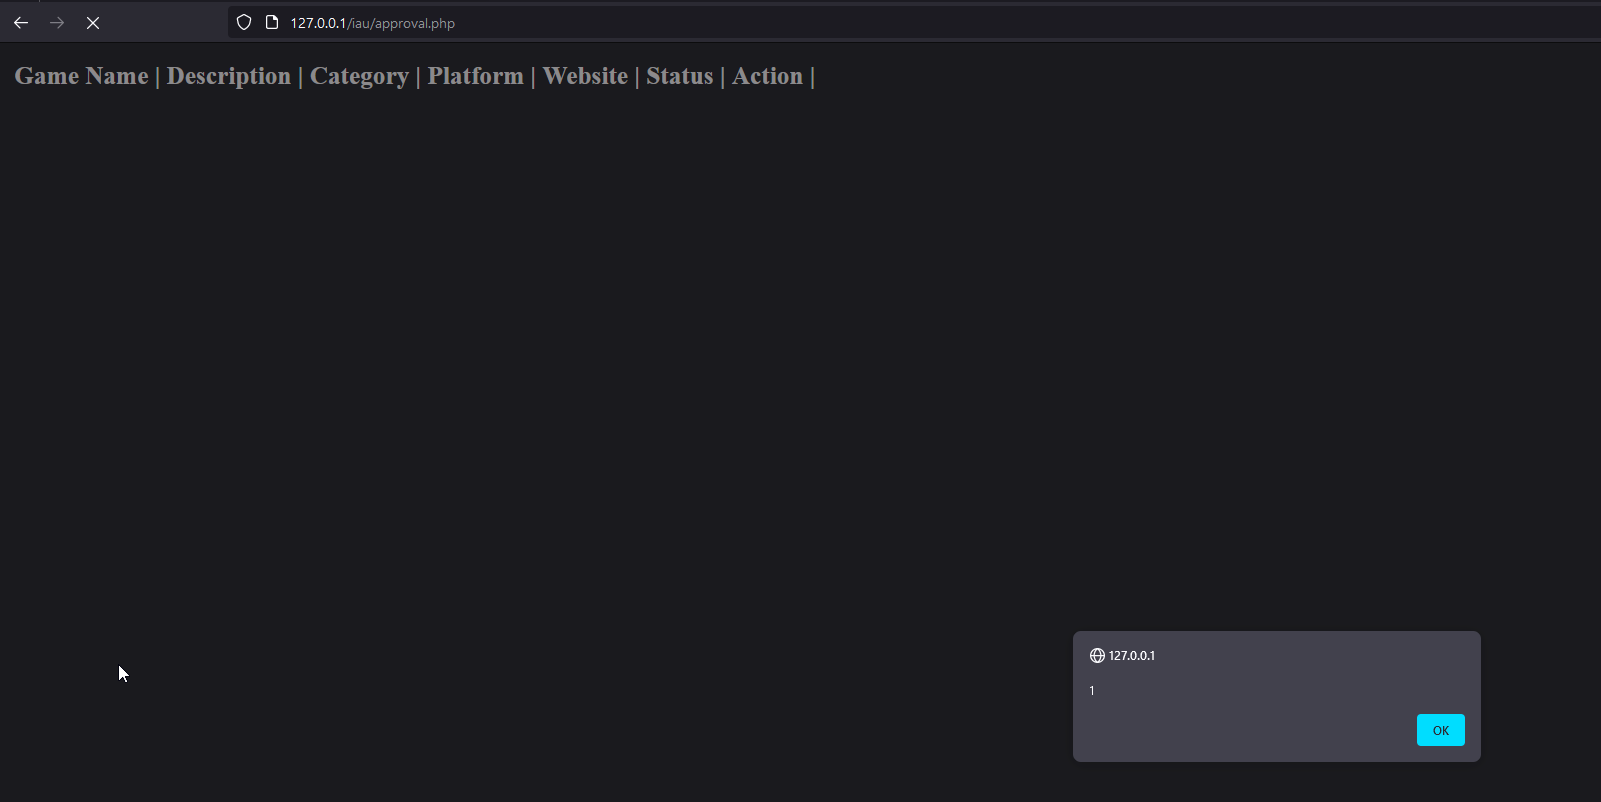 127.0.0.1/iau/approval.php
Game Name | Description | Category | Platform | Website | Status | Action |
127.0.0.1
1
OK